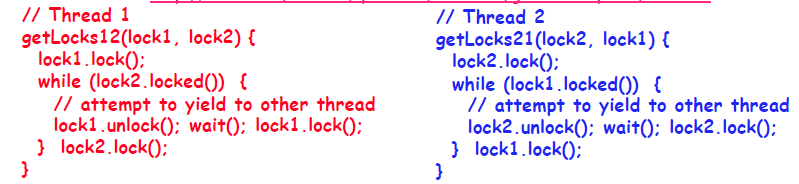 // Thread 1
getLocks12(lock1, lock2) {
  lock1.lock();
  while (lock2.locked())  {
    // attempt to yield to other thread
    lock1.unlock(); wait(); lock1.lock();
  }  lock2.lock();
}
// Thread 2
getLocks21(lock2, lock1) {
  lock2.lock();
  while (lock1.locked())  {
    // attempt to yield to other thread
    lock2.unlock(); wait(); lock2.lock();
  }  lock1.lock();
}